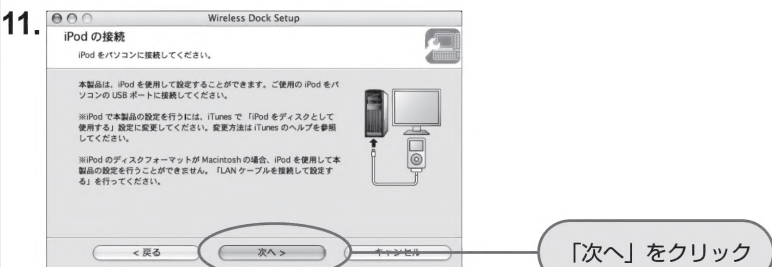 11.
Wireless Dock Setup
iPod の接続
iPod をパソコンに接続してください。
本製品は、iPod を使用して設定することができます。ご使用の iPod をパ
ソコンの USB ポートに接続してください。
※iPod で本製品の設定を行うには、iTunes で 「iPod をディスクとして
使用する」設定に変更してください。変更方法は iTunes のヘルプを参照
してください。
※iPod のディスクフォーマットが Macintosh の場合、iPod を使用して本
製品の設定を行うことができません。「LAN ケーブルを接続して設定す
る」を行ってください。
< 戻る
次へ >
キャンセル
「次へ」をクリック